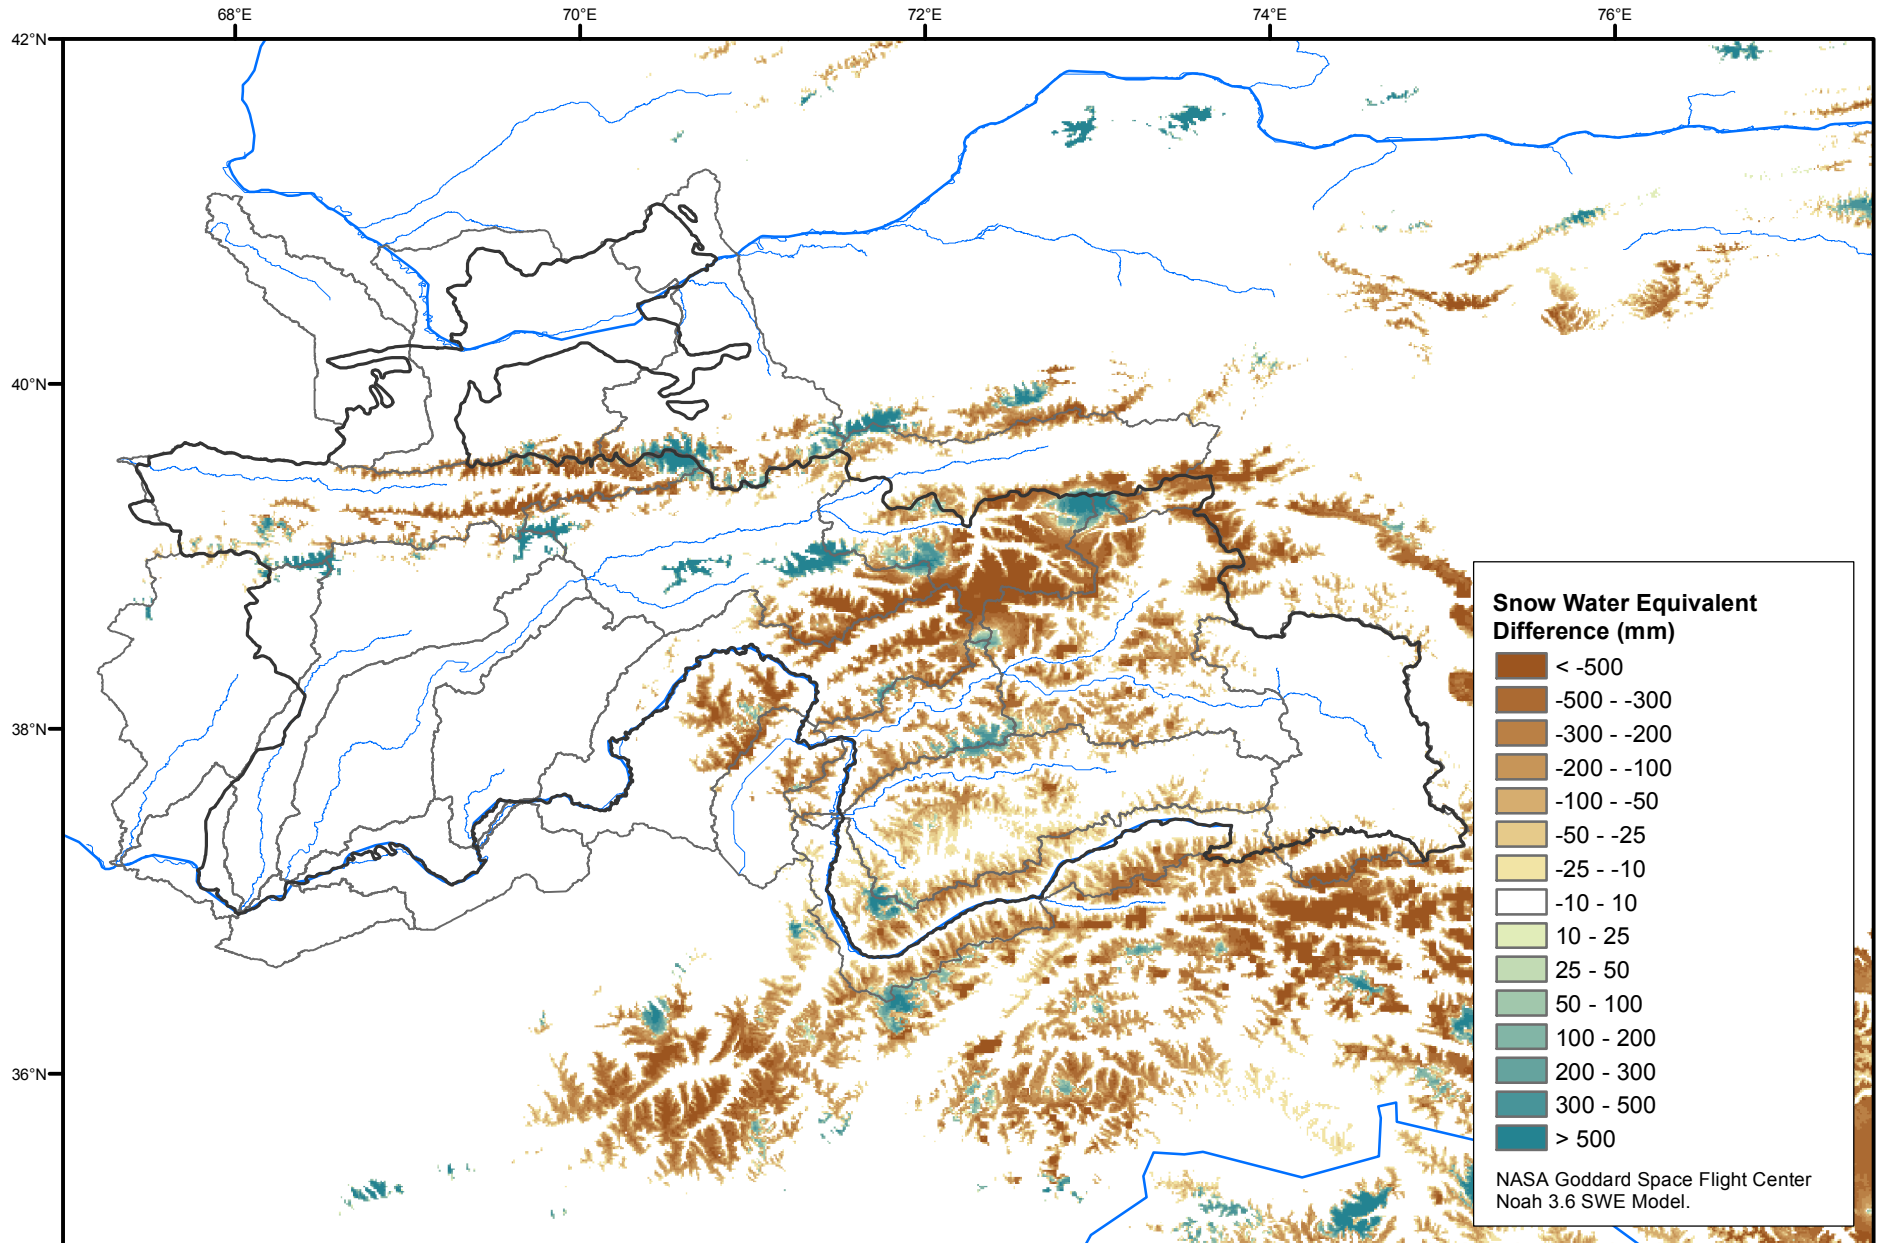 68°E
70°E
72°E
74°E
76°E
42°N
40°N
38°N
36°N
Snow Water Equivalent
Difference (mm)
< -500
-500 - -300
-300 - -200
-200 - -100
-100 - -50
-50 - -25
-25 - -10
-10 - 10
10 - 25
25 - 50
50 - 100
100 - 200
200 - 300
300 - 500
> 500
NASA Goddard Space Flight Center
Noah 3.6 SWE Model.